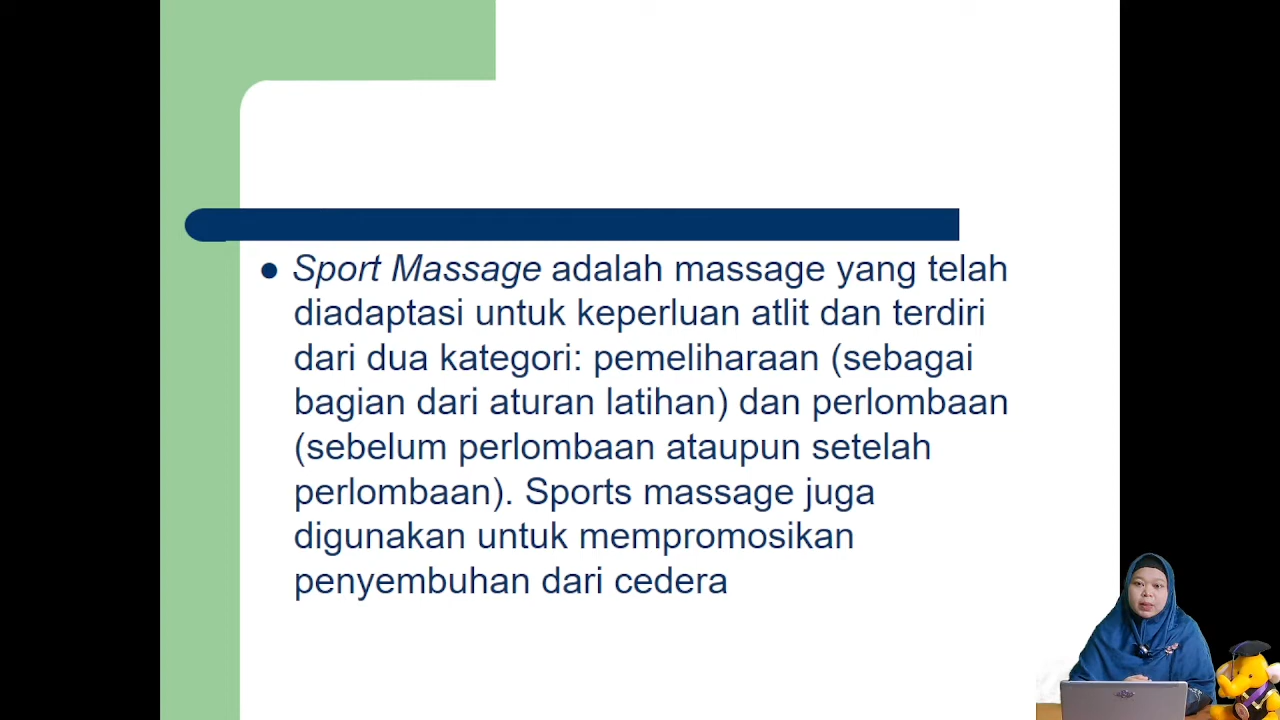 Sport Massage adalah massage yang telah
diadaptasi untuk keperluan atlit dan terdiri
dari dua kategori: pemeliharaan (sebagai
bagian dari aturan latihan) dan perlombaan
(sebelum perlombaan ataupun setelah
perlombaan). Sports massage juga
digunakan untuk mempromosikan
penyembuhan dari cedera